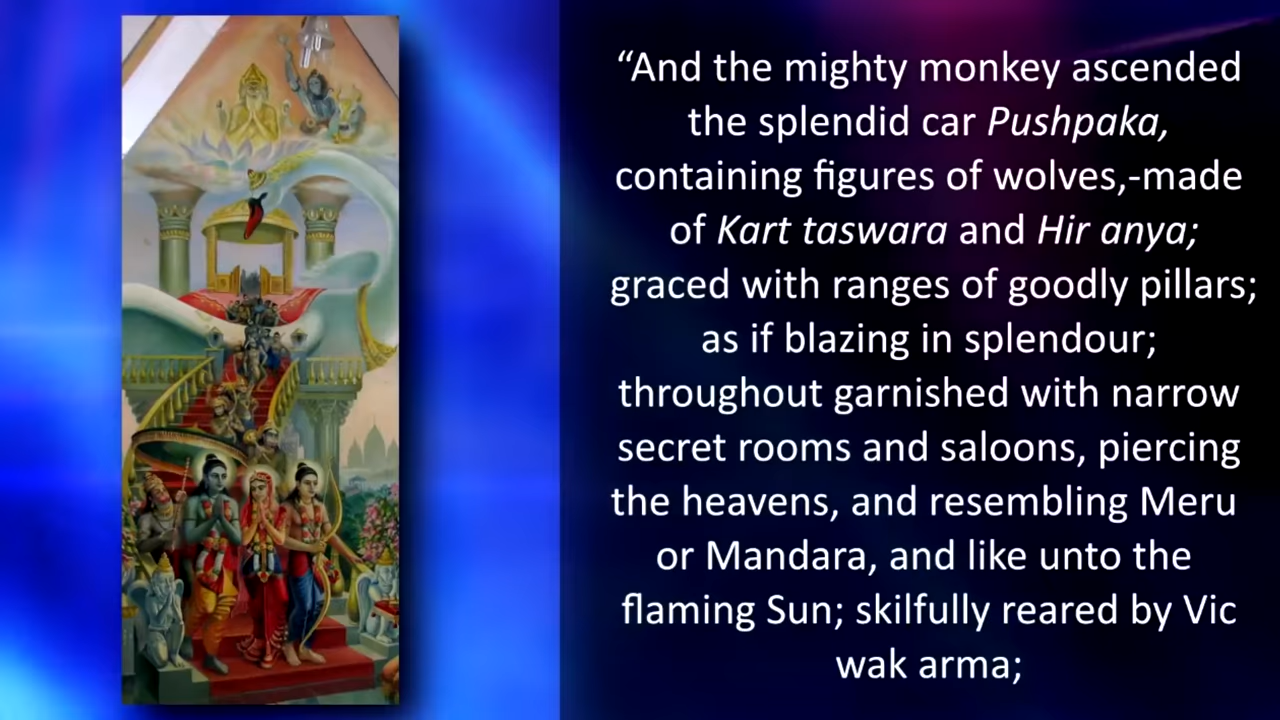 “And the mighty monkey ascended
the splendid car Pushpaka,
containing figures of wolves,-made
of Kart taswara and Hir anya;
graced with ranges of goodly pillars;
as if blazing in splendour;
throughout garnished with narrow
secret rooms and saloons, piercing
the heavens, and resembling Meru
or Mandara, and like unto the
flaming Sun; skilfully reared by Vic
wak arma;